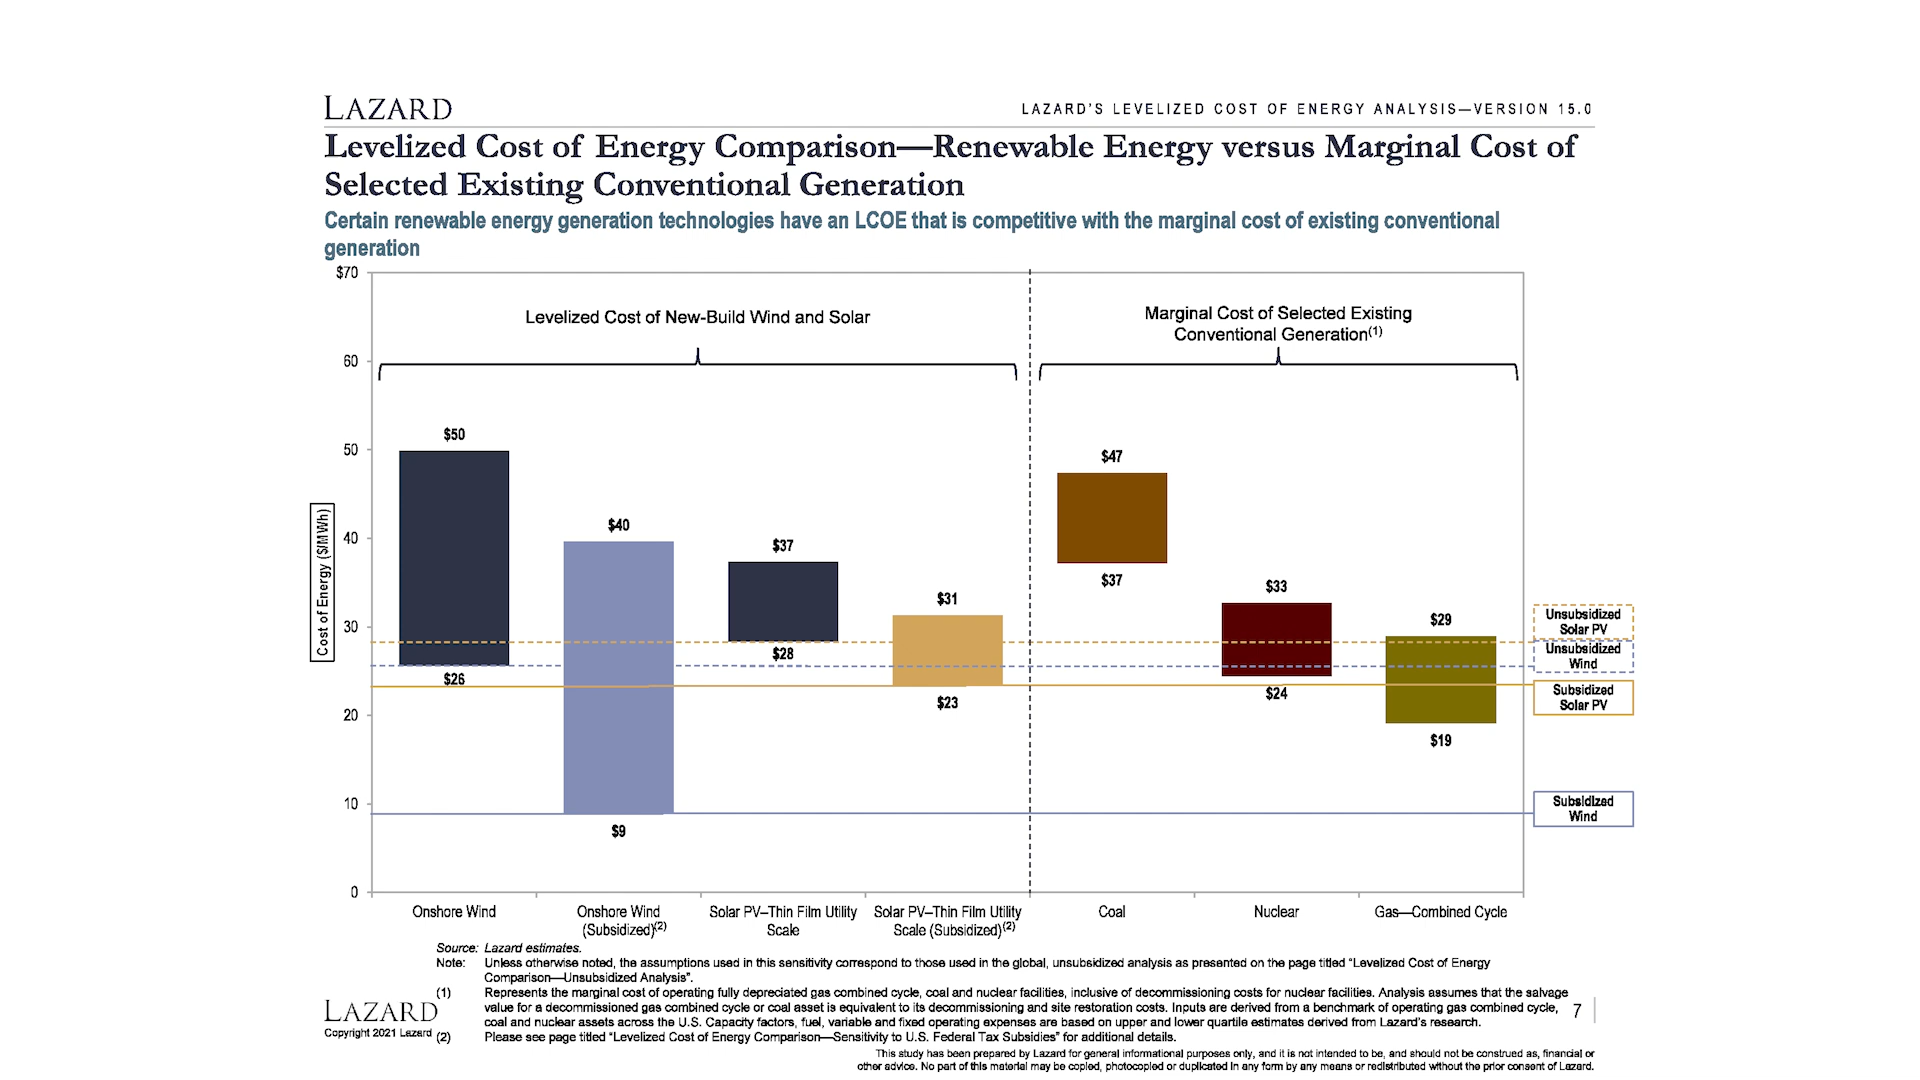 LAZARD
LAZARD'S LEVELIZED COST OF ENERGY ANALYSIS—VERSION 15.0
Levelized Cost of Energy Comparison—Renewable Energy versus Marginal Cost of
Selected Existing Conventional Generation
Certain renewable energy generation technologies have an LCOE that is competitive with the marginal cost of existing conventional
generation
$70
60
50
40
30
20
10
0
Cost of Energy ($/MWh)
Levelized Cost of New-Build Wind and Solar
Marginal Cost of Selected Existing
Conventional Generation(1)
$50
$26
$40
$9
$37
$28
$31
$23
$47
$37
$33
$24
$29
$19
Unsubsidized
Solar PV
Unsubsidized
Wind
Subsidized
Solar PV
Subsidized
Wind
Onshore Wind
Onshore Wind
(Subsidized)(2)
Solar PV–Thin Film Utility
Scale
Solar PV–Thin Film Utility
Scale (Subsidized)(2)
Coal
Nuclear
Gas—Combined Cycle
Source: Lazard estimates.
Note: Unless otherwise noted, the assumptions used in this sensitivity correspond to those used in the global, unsubsidized analysis as presented on the page titled “Levelized Cost of Energy
Comparison—Unsubsidized Analysis”.
(1) Represents the marginal cost of operating fully depreciated gas combined cycle, coal and nuclear facilities, inclusive of decommissioning costs for nuclear facilities. Analysis assumes that the salvage
value for a decommissioned gas combined cycle or coal asset is equivalent to its decommissioning and site restoration costs. Inputs are derived from a benchmark of operating gas combined cycle,
coal and nuclear assets across the U.S. Capacity factors, fuel, variable and fixed operating expenses are based on upper and lower quartile estimates derived from Lazard's research.
(2) Please see page titled “Levelized Cost of Energy Comparison—Sensitivity to U.S. Federal Tax Subsidies” for additional details.
LAZARD
Copyright 2021 Lazard
7
This study has been prepared by Lazard for general informational purposes only, and it is not intended to be, and should not be construed as, financial or
other advice. No part of this material may be copied, photocopied or duplicated in any form by any means or redistributed without the prior consent of Lazard.